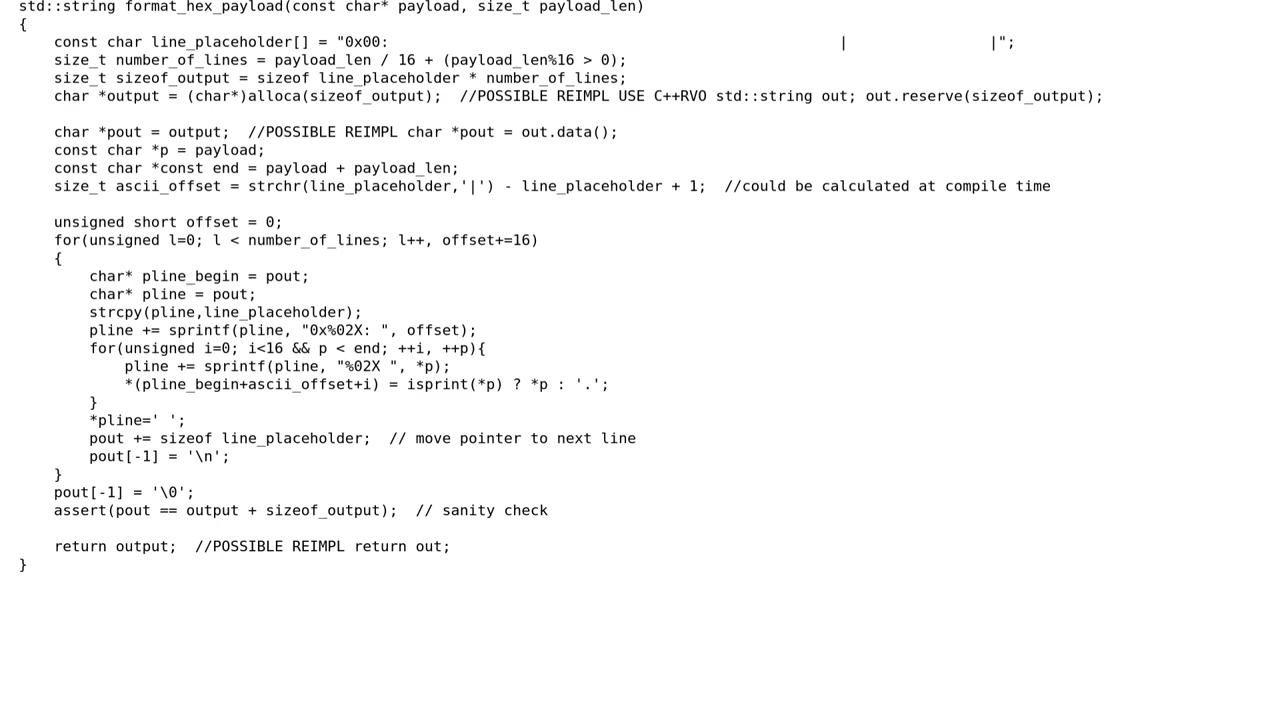 std::string format_hex_payload(const char* payload, size_t payload_len)
{
    const char line_placeholder[] = "0x00:                                                   |                |";
    size_t number_of_lines = payload_len / 16 + (payload_len%16 > 0);
    size_t sizeof_output = sizeof line_placeholder * number_of_lines;
    char *output = (char*)alloca(sizeof_output);  //POSSIBLE REIMPL USE C++RVO std::string out; out.reserve(sizeof_output);

    char *pout = output;  //POSSIBLE REIMPL char *pout = out.data();
    const char *p = payload;
    const char *const end = payload + payload_len;
    size_t ascii_offset = strchr(line_placeholder,'|') - line_placeholder + 1;  //could be calculated at compile time

    unsigned short offset = 0;
    for(unsigned l=0; l < number_of_lines; l++, offset+=16)
    {
        char* pline_begin = pout;
        char* pline = pout;
        strcpy(pline,line_placeholder);
        pline += sprintf(pline, "0x%02X: ", offset);
        for(unsigned i=0; i<16 && p < end; ++i, ++p){
            pline += sprintf(pline, "%02X ", *p);
            *(pline_begin+ascii_offset+i) = isprint(*p) ? *p : '.';
        }
        *pline=' ';
        pout += sizeof line_placeholder;  // move pointer to next line
        pout[-1] = '\n';
    }
    pout[-1] = '\0';
    assert(pout == output + sizeof_output);  // sanity check

    return output;  //POSSIBLE REIMPL return out;
}